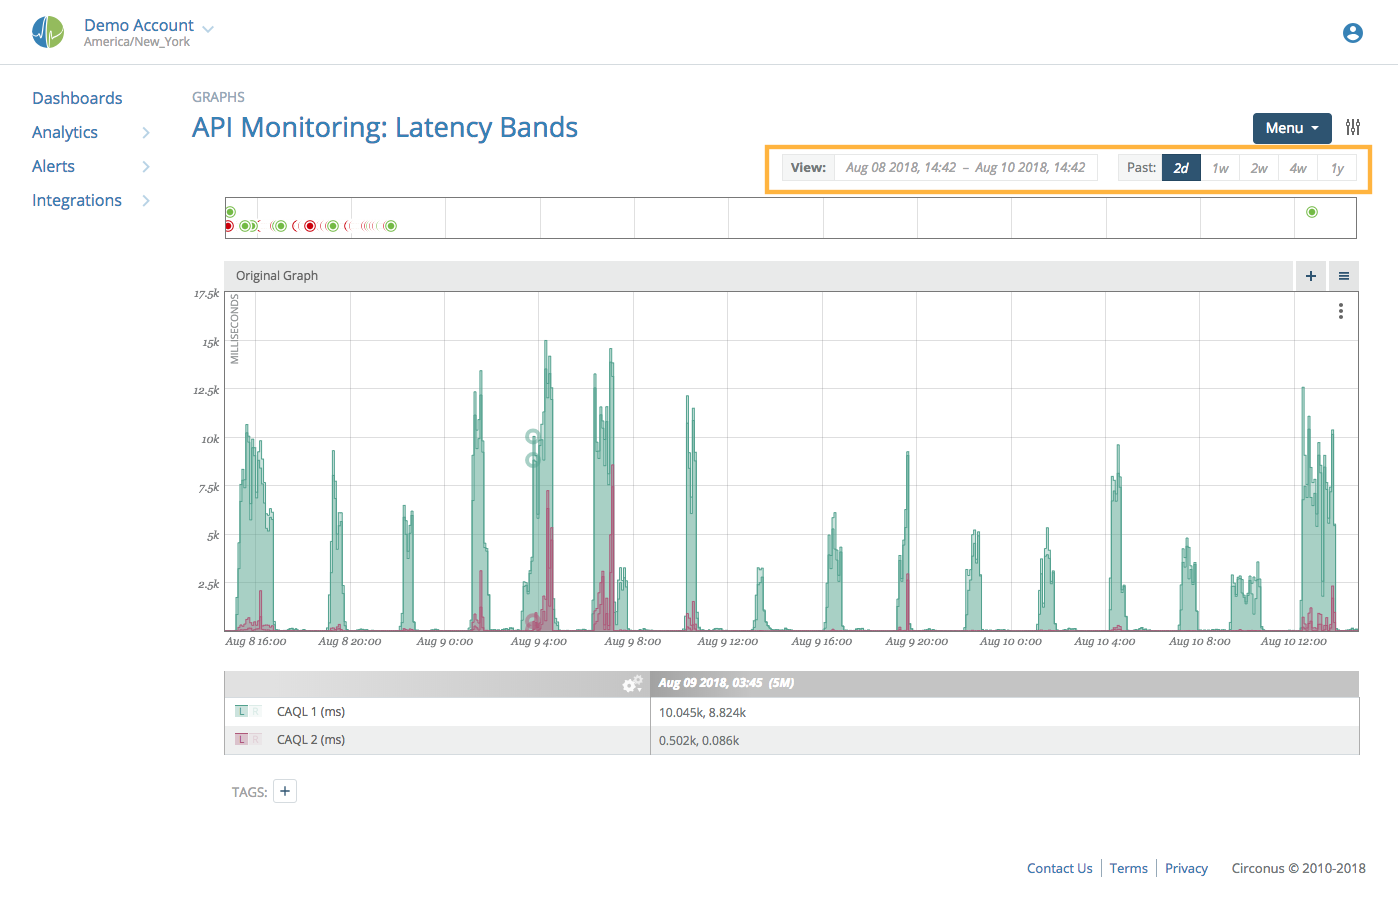 Demo Account
America/New_York
Dashboards
Analytics
Alerts
Integrations
GRAPHS
API Monitoring: Latency Bands
Menu
View: Aug 08 2018, 14:42 – Aug 10 2018, 14:42 Past: 2d 1w 2w 4w 1y
Original Graph
MILLISECONDS
17.5k
15k
12.5k
10k
7.5k
5k
2.5k
Aug 8 16:00 Aug 8 20:00 Aug 9 0:00 Aug 9 4:00 Aug 9 8:00 Aug 9 12:00 Aug 9 16:00 Aug 9 20:00 Aug 10 0:00 Aug 10 4:00 Aug 10 8:00 Aug 10 12:00
Aug 09 2018, 03:45 (5M)
L R CAQL 1 (ms) 10.045k, 8.824k
L R CAQL 2 (ms) 0.502k, 0.086k
TAGS: +
Contact Us Terms Privacy Circonus © 2010-2018